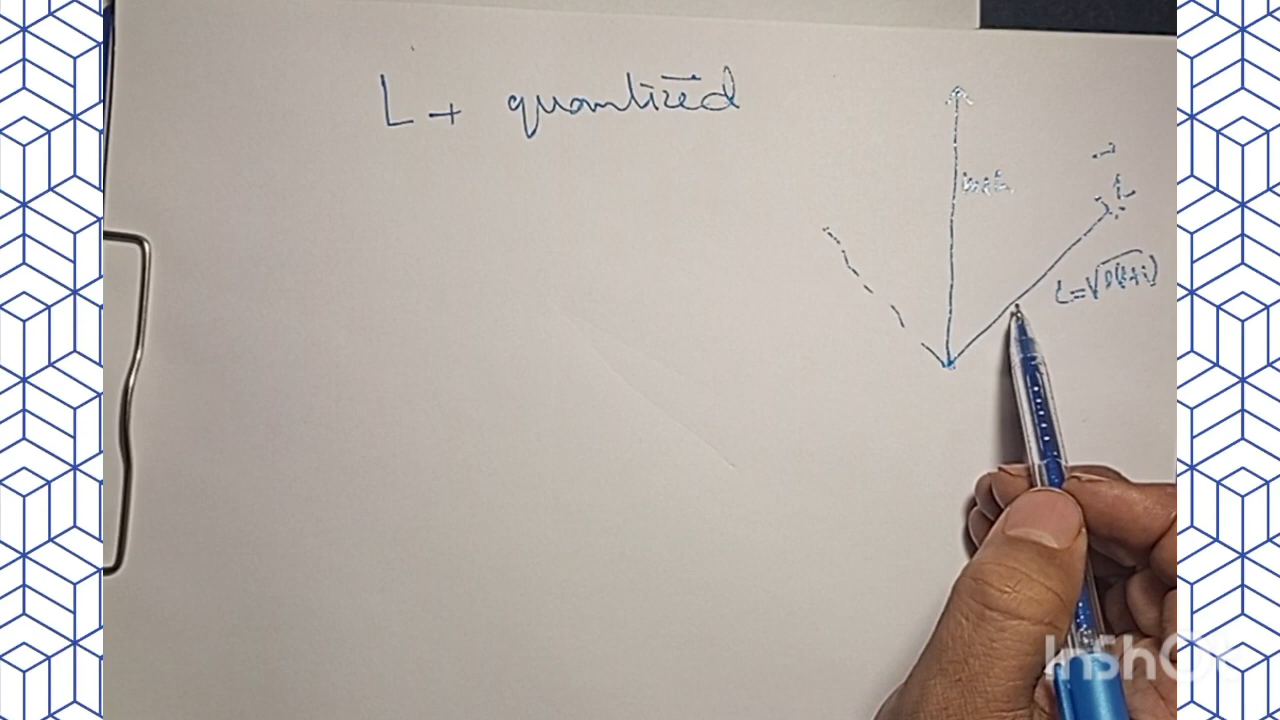 L + quantized
L
L = √l(l+1)
InShOt